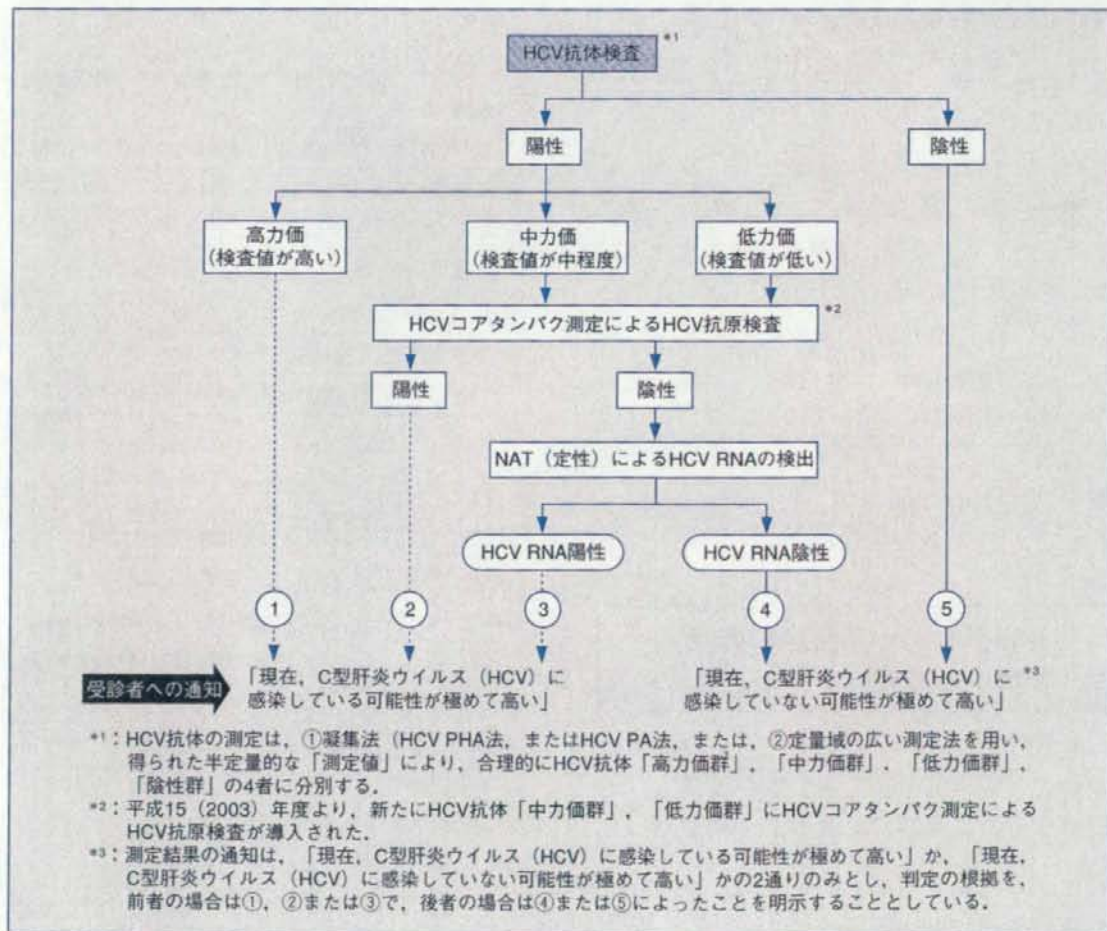 HCV抗体検査 *1
陽性
陰性
高力価
(検査値が高い)
中力価
(検査値が中程度)
低力価
(検査値が低い)
HCVコアタンパク測定によるHCV抗原検査 *2
陽性
陰性
NAT(定性)によるHCV RNAの検出
HCV RNA陽性
HCV RNA陰性
1
2
3
4
5
受診者への通知
「現在,C型肝炎ウイルス(HCV)に
感染している可能性が極めて高い」
「現在,C型肝炎ウイルス(HCV)に *3
感染していない可能性が極めて高い」
*1:HCV抗体の測定は,①凝集法(HCV PHA法,またはHCV PA法,または,②定量域の広い測定法を用い,
得られた半定量的な「測定値」により,合理的にHCV抗体「高力価群」,「中力価群」,「低力価群」,
「陰性群」の4者に分別する.
*2:平成15(2003)年度より,新たにHCV抗体「中力価群」,「低力価群」にHCVコアタンパク測定による
HCV抗原検査が導入された.
*3:測定結果の通知は,「現在,C型肝炎ウイルス(HCV)に感染している可能性が極めて高い」か,「現在,
C型肝炎ウイルス(HCV)に感染していない可能性が極めて高い」かの2通りのみとし,判定の根拠を,
前者の場合は①,②または③で,後者の場合は④または⑤によったことを明示することとしている.